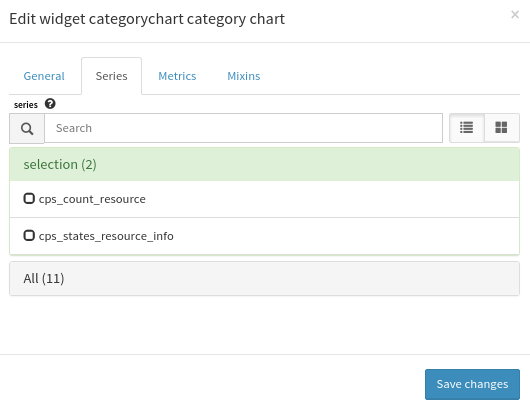 Edit widget categorychart category chart
×
General
Series
Metrics
Mixins
series ?
Search
selection (2)
cps_count_resource
cps_states_resource_info
All (11)
Save changes